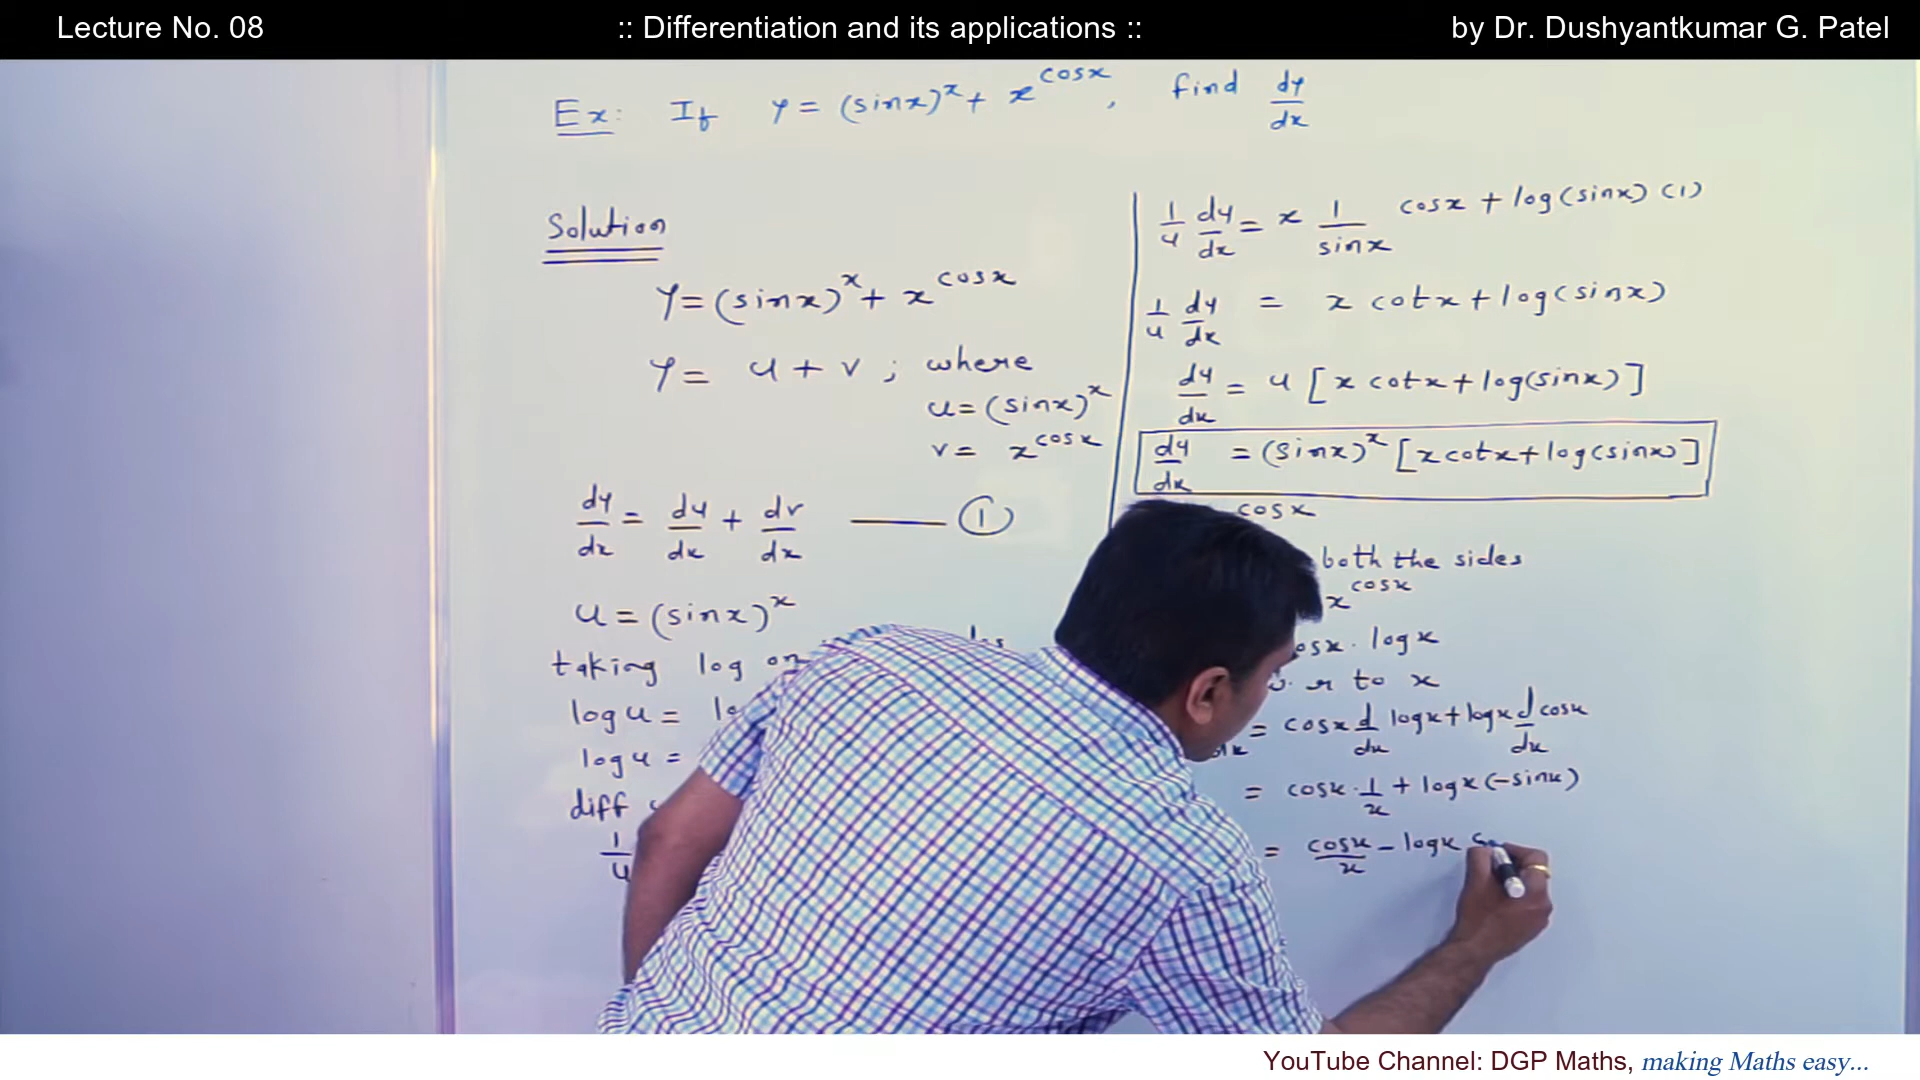 Lecture No. 08
:: Differentiation and its applications ::
by Dr. Dushyantkumar G. Patel
Ex: If y = (sinx)^x + x^cosx, find dy/dx
Solution
y = (sinx)^x + x^cosx
y = u + v ; where
u = (sinx)^x
v = x^cosx
dy/dx = du/dx + dv/dx —— ①
u = (sinx)^x
taking log on
log u =
log u =
diff
1/u
1/u du/dx = x 1/sinx cosx + log(sinx) (1)
1/u du/dx = x cotx + log(sinx)
du/dx = u [x cotx + log(sinx)]
du/dx = (sinx)^x [x cotx + log(sinx)]
cosx
both the sides
x^cosx
osx . logx
w. r to x
= cosx d/dx logx + logx d/dx cosx
= cosx . 1/x + logx (-sinx)
= cosx/x - logx
YouTube Channel: DGP Maths, making Maths easy...